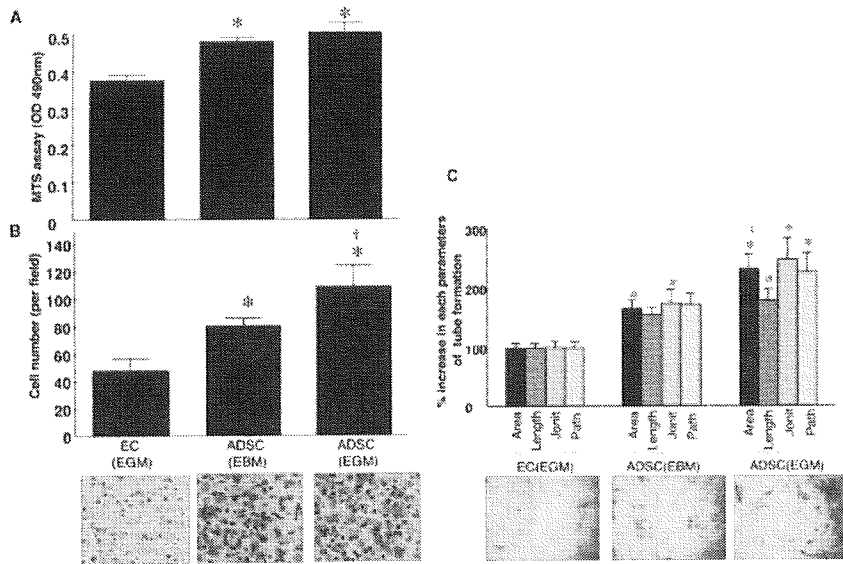 A
MTS assay (OD 490nm)
0.5
0.4
0.3
0.2
0.1
0
*
*
B
Cell number (per field)
140
120
100
80
60
40
20
0
*
†
*
EC
(EGM)
ADSC
(EBM)
ADSC
(EGM)
C
% increase in each parameters
of tube formation
300
200
100
0
*
*
*
*
*
*
Area
Length
Jonit
Path
Area
Length
Jonit
Path
Area
Length
Jonit
Path
EC(EGM)
ADSC(EBM)
ADSC(EGM)